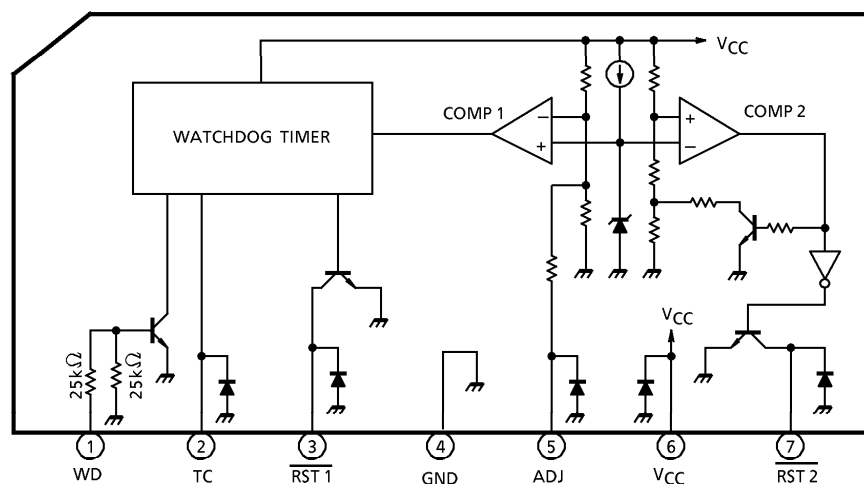 VCC
COMP 1
COMP 2
WATCHDOG TIMER
−
+
+
−
VCC
25kΩ
25kΩ
1
2
3
4
5
6
7
WD
TC
RST 1
GND
ADJ
VCC
RST 2